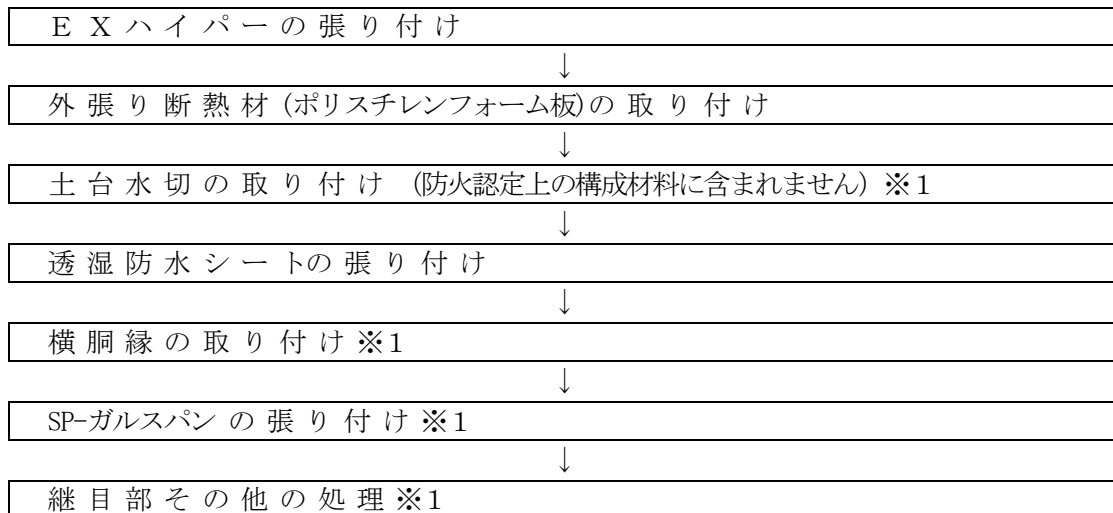 ＥＸハイパーの張り付け
↓
外張り断熱材(ポリスチレンフォーム板)の取り付け
↓
土台水切の取り付け (防火認定上の構成材料に含まれません) ※1
↓
透湿防水シートの張り付け
↓
横胴縁の取り付け※1
↓
SP-ガルスパンの張り付け※1
↓
継目部その他の処理※1